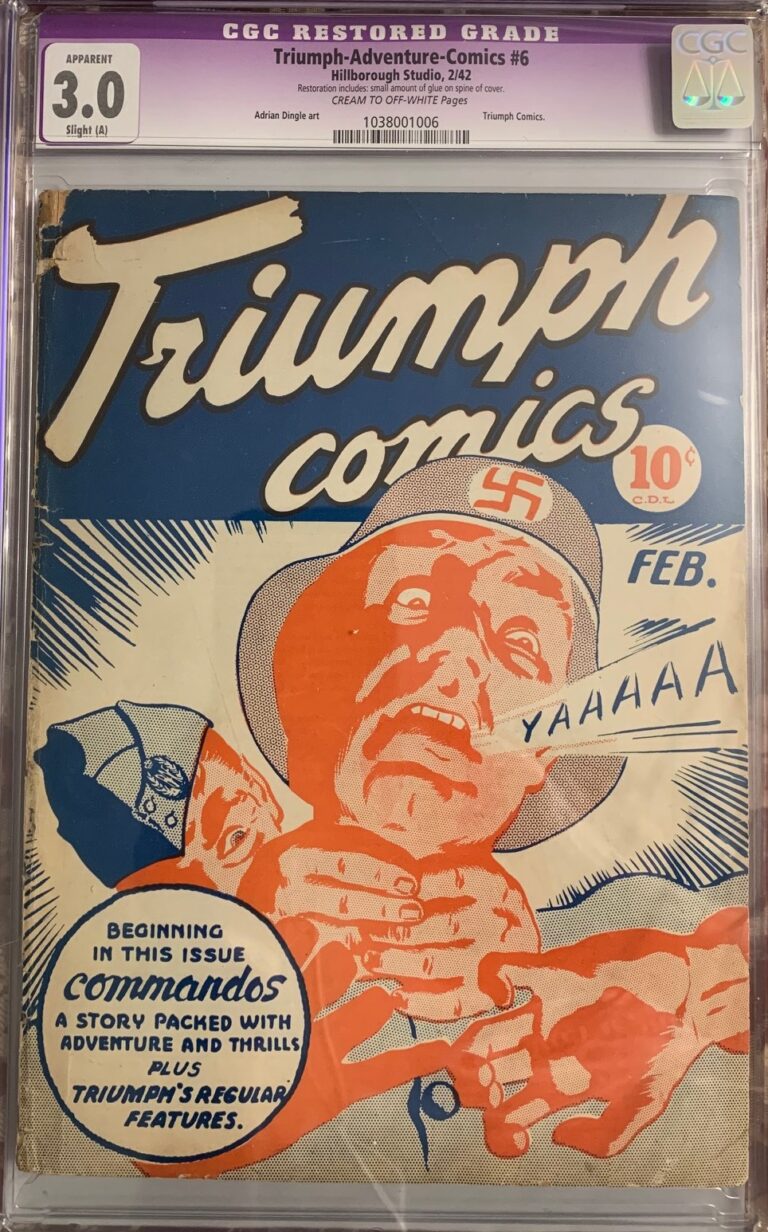 CGC RESTORED GRADE
APPARENT
3.0
Slight (A)
Triumph-Adventure-Comics #6
Hillborough Studio, 2/42
Restoration includes: small amount of glue on spine of cover.
CREAM TO OFF-WHITE Pages
Adrian Dingle art
Triumph Comics.
1038001006
CGC
Triumph
comics
10¢
C.D.L
FEB.
YAAAAAA
BEGINNING
IN THIS ISSUE
commandos
A STORY PACKED WITH
ADVENTURE AND THRILLS
PLUS
TRIUMPH'S REGULAR
FEATURES.